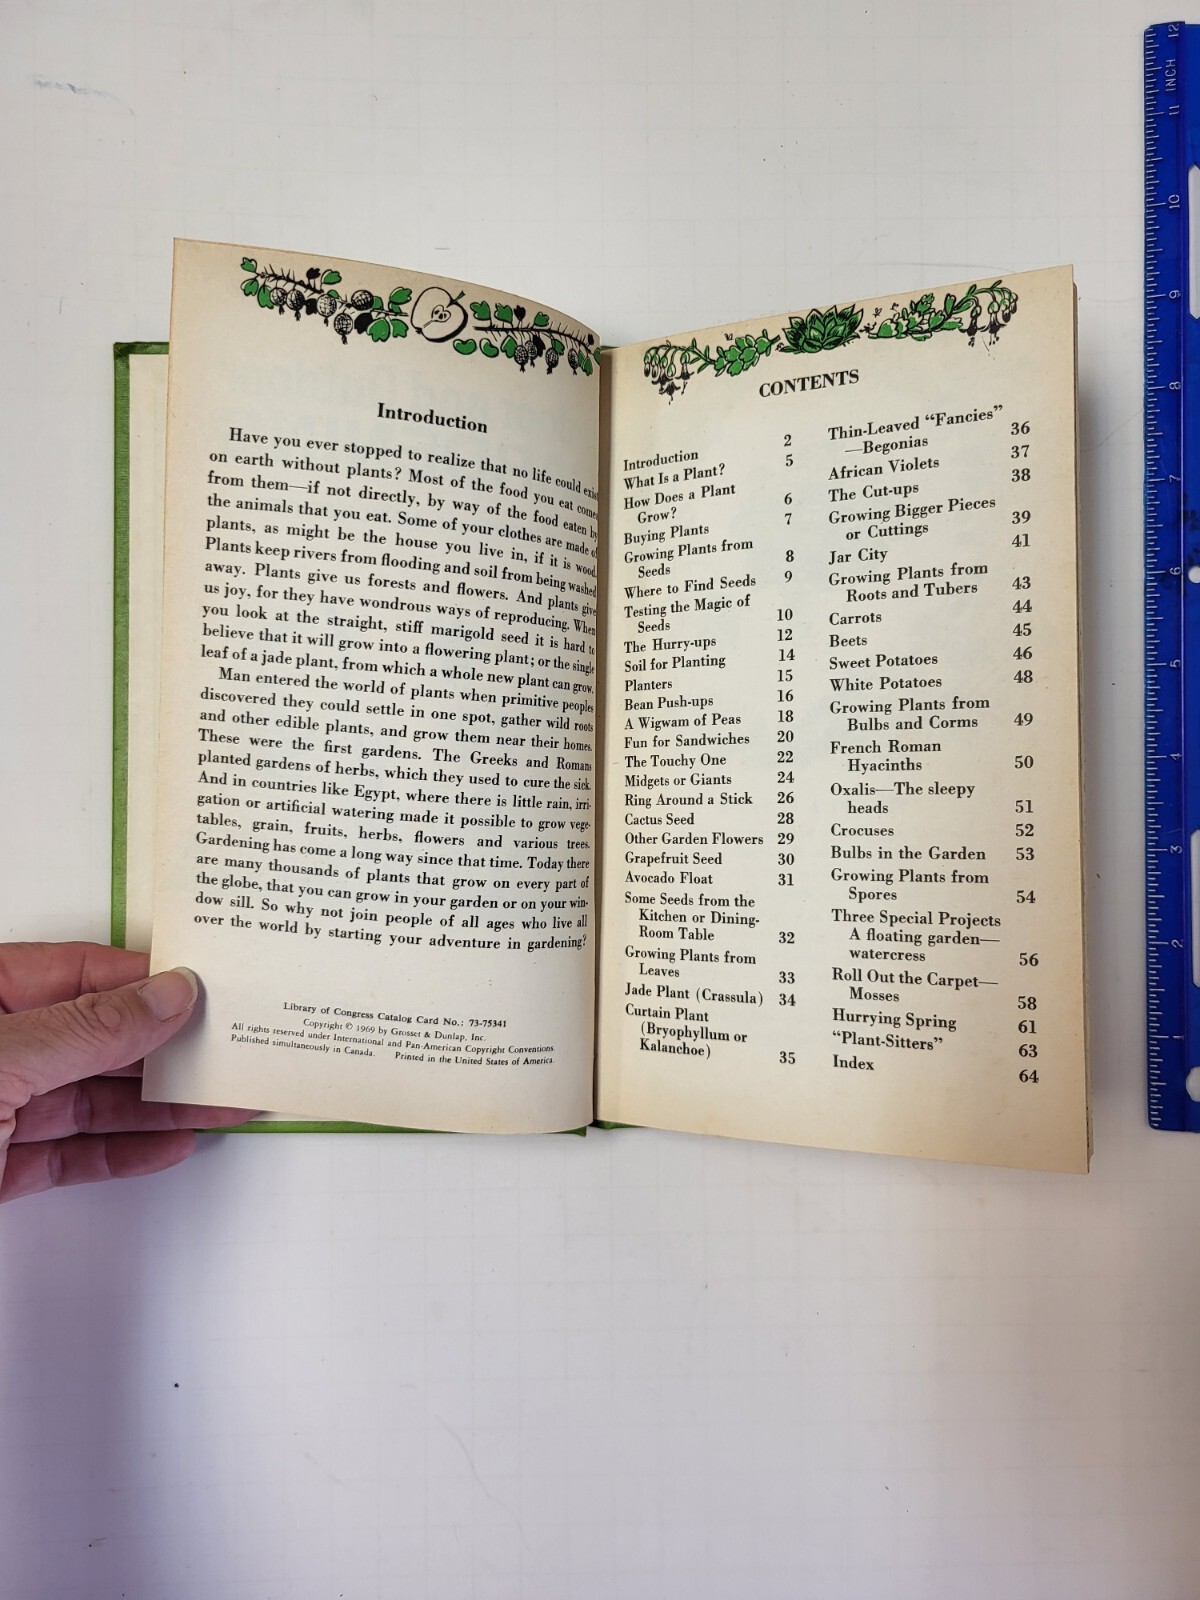 Introduction
Have you ever stopped to realize that no life could exist
on earth without plants? Most of the food you eat comes
from them—if not directly, by way of the food eaten by
the animals that you eat. Some of your clothes are made of
plants, as might be the house you live in, if it is wood.
Plants keep rivers from flooding and soil from being washed
away. Plants give us forests and flowers. And plants give
us joy, for they have wondrous ways of reproducing. When
you look at the straight, stiff marigold seed it is hard to
believe that it will grow into a flowering plant; or the single
leaf of a jade plant, from which a whole new plant can grow.
Man entered the world of plants when primitive peoples
discovered they could settle in one spot, gather wild roots
and other edible plants, and grow them near their homes.
These were the first gardens. The Greeks and Romans
planted gardens of herbs, which they used to cure the sick.
And in countries like Egypt, where there is little rain, irri-
gation or artificial watering made it possible to grow vege-
tables, grain, fruits, herbs, flowers and various trees.
Gardening has come a long way since that time. Today there
are many thousands of plants that grow on every part of
the globe, that you can grow in your garden or on your win-
dow sill. So why not join people of all ages who live all
over the world by starting your adventure in gardening?
Library of Congress Catalog Card No.: 73-75341
Copyright © 1969 by Grosset & Dunlap, Inc.
All rights reserved under International and Pan-American Copyright Conventions.
Published simultaneously in Canada. Printed in the United States of America.
CONTENTS
Introduction 2
What Is a Plant? 5
How Does a Plant
Grow? 6
Buying Plants 7
Growing Plants from
Seeds 8
Where to Find Seeds 9
Testing the Magic of
Seeds 10
The Hurry-ups 12
Soil for Planting 14
Planters 15
Bean Push-ups 16
A Wigwam of Peas 18
Fun for Sandwiches 20
The Touchy One 22
Midgets or Giants 24
Ring Around a Stick 26
Cactus Seed 28
Other Garden Flowers 29
Grapefruit Seed 30
Avocado Float 31
Some Seeds from the
Kitchen or Dining-
Room Table 32
Growing Plants from
Leaves 33
Jade Plant (Crassula) 34
Curtain Plant
(Bryophyllum or
Kalanchoe) 35
Thin-Leaved "Fancies"
—Begonias 36
African Violets 37
The Cut-ups 38
Growing Bigger Pieces
or Cuttings 39
Jar City 41
Growing Plants from
Roots and Tubers 43
Carrots 44
Beets 45
Sweet Potatoes 46
White Potatoes 48
Growing Plants from
Bulbs and Corms 49
French Roman
Hyacinths 50
Oxalis—The sleepy
heads 51
Crocuses 52
Bulbs in the Garden 53
Growing Plants from
Spores 54
Three Special Projects
A floating garden—
watercress 56
Roll Out the Carpet—
Mosses 58
Hurrying Spring 61
"Plant-Sitters" 63
Index 64
12
INCH
11
10
9
8
7
6
5
4
3
2
1